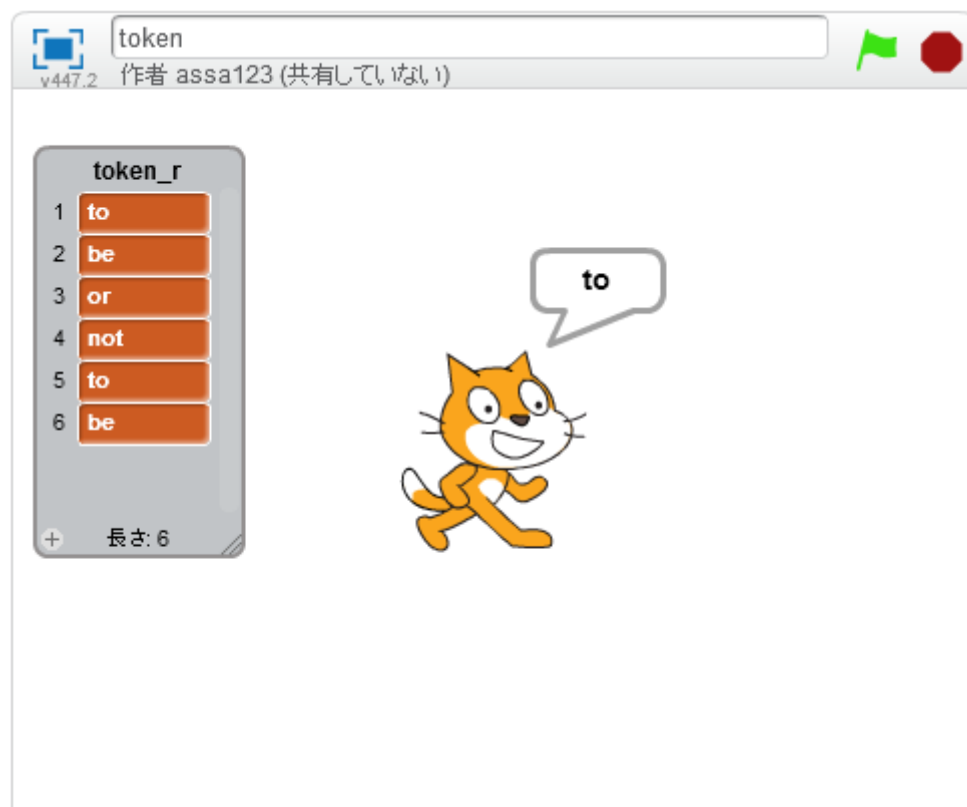 token
v447.2
作者 assa123 (共有していない)
token_r
1 to
2 be
3 or
4 not
5 to
6 be
+ 長さ: 6
to